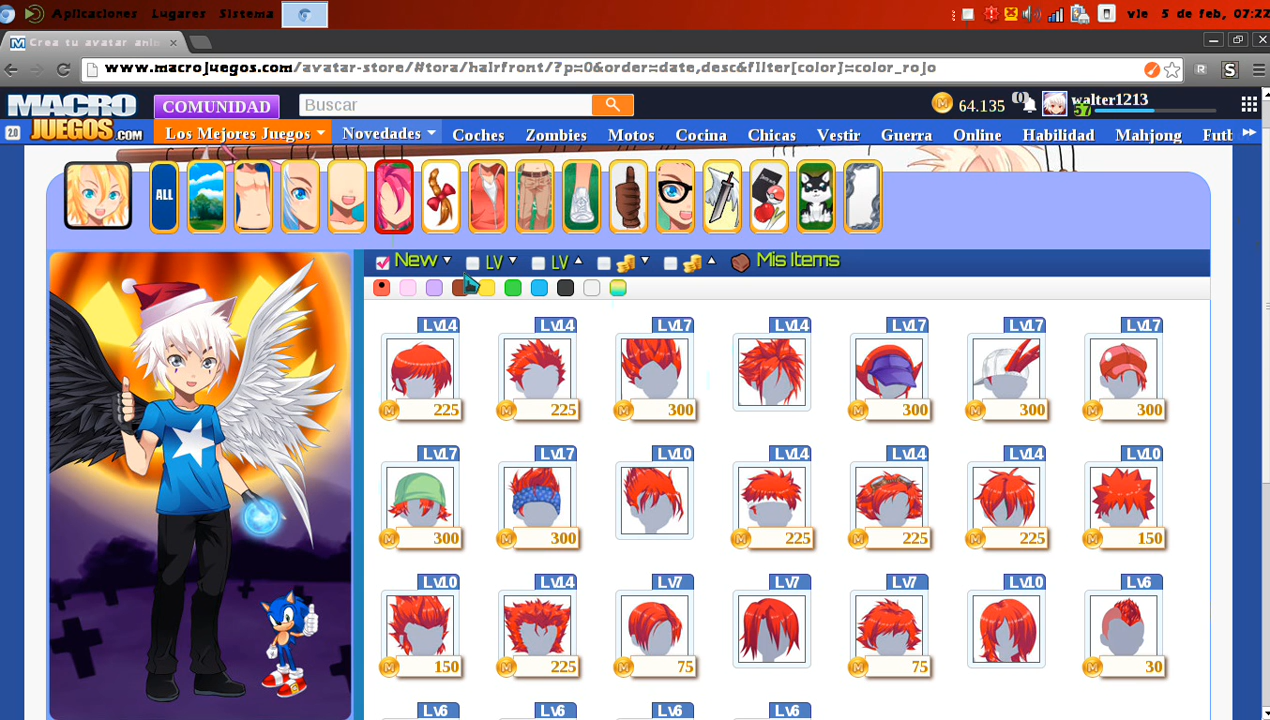 Aplicaciones Lugares Sistema vie 5 de feb, 07:22
Crea tu avatar ani
www.macrojuegos.com/avatar-store/#tora/hairfront/?p=0&order=date,desc&filter[color]=color_rojo
MACRO JUEGOS.COM
2.0
COMUNIDAD
Buscar
64.135
walter1213
57
Los Mejores Juegos Novedades Coches Zombies Motos Cocina Chicas Vestir Guerra Online Habilidad Mahjong Futb
ALL
New LV LV Mis Items
Lv14 Lv14 Lv17 Lv14 Lv17 Lv17 Lv17
225 225 300 300 300 300
Lv17 Lv17 Lv10 Lv14 Lv14 Lv14 Lv10
300 300 225 225 225 150
Lv10 Lv14 Lv7 Lv7 Lv7 Lv10 Lv6
150 225 75 75 30
Lv6 Lv6 Lv6 Lv6